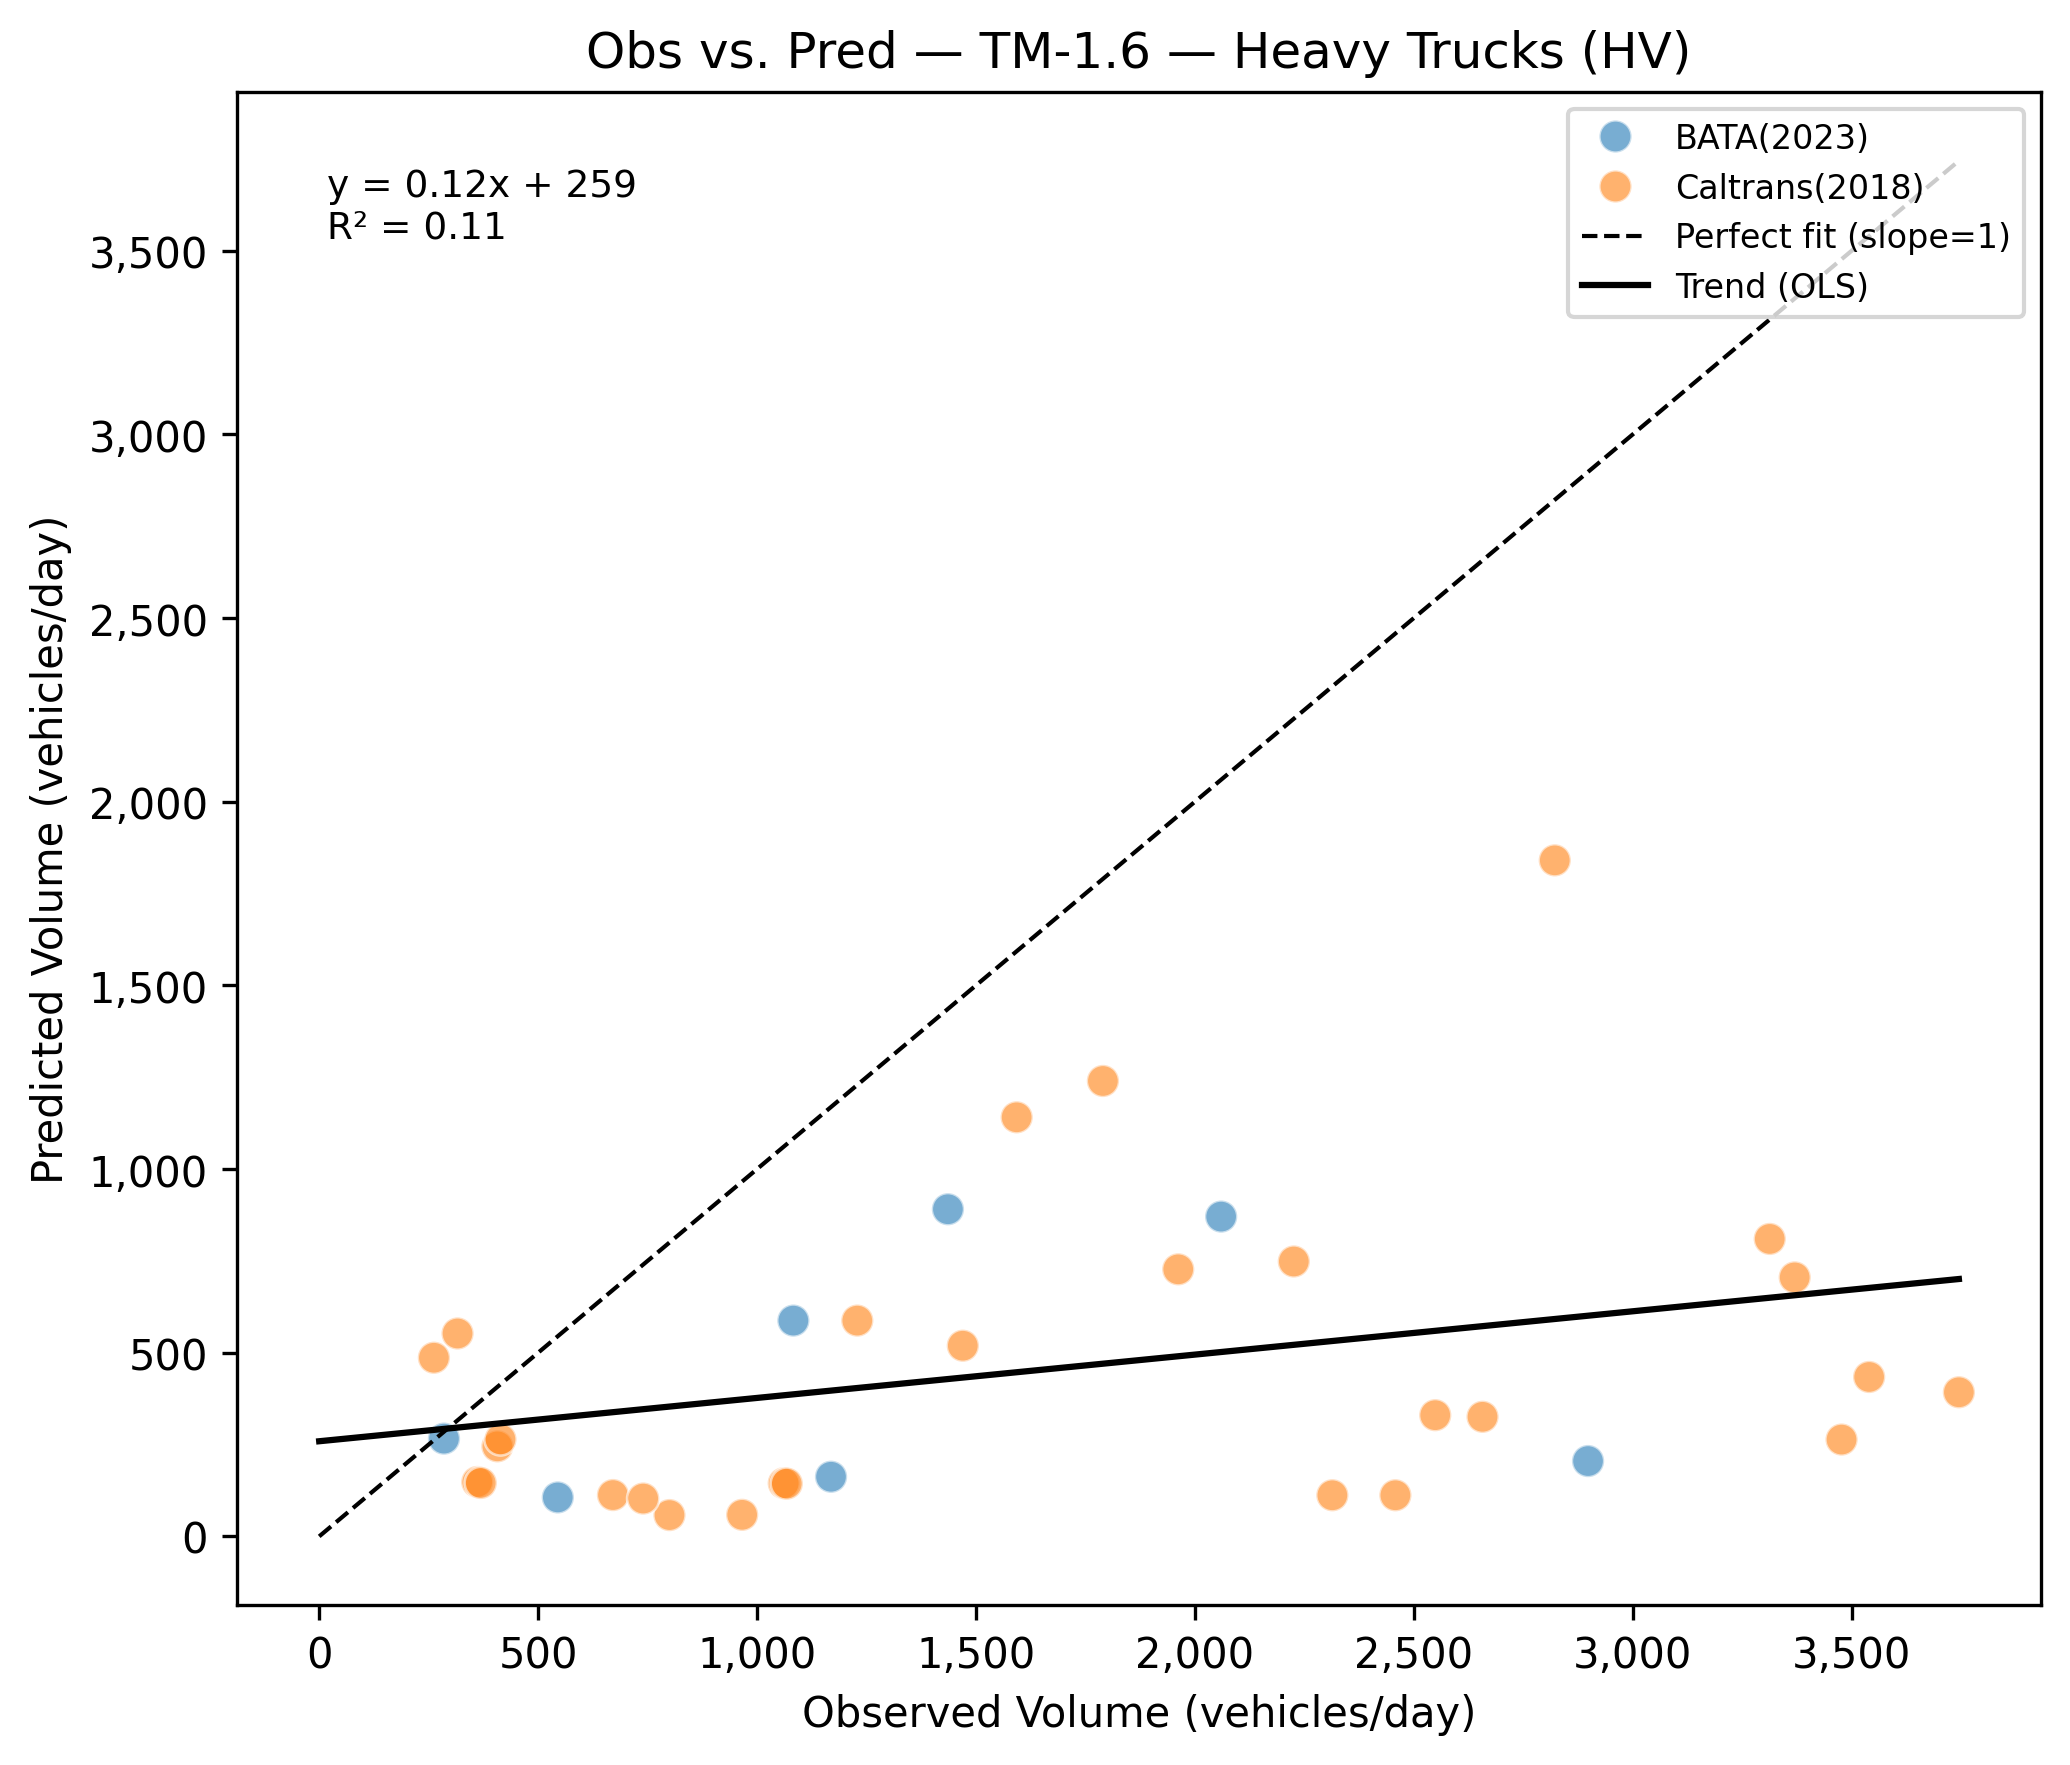 Obs vs. Pred — TM-1.6 — Heavy Trucks (HV)
y = 0.12x + 259
R² = 0.11
BATA(2023)
Caltrans(2018)
Perfect fit (slope=1)
Trend (OLS)
Predicted Volume (vehicles/day)
3,500
3,000
2,500
2,000
1,500
1,000
500
0
0
500
1,000
1,500
2,000
2,500
3,000
3,500
Observed Volume (vehicles/day)